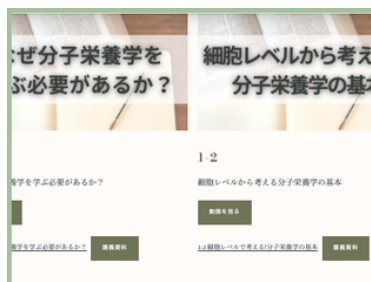 ぜ分子栄養学を
ぶ必要があるか？
細胞レベルから考え
分子栄養学の基本
1-2
養学を学ぶ必要があるか？
細胞レベルから考える分子栄養学の基本
動画を見る
養学を学ぶ必要があるか？
講義資料
1-2 細胞レベルで考える!分子栄養学の基本
講義資料